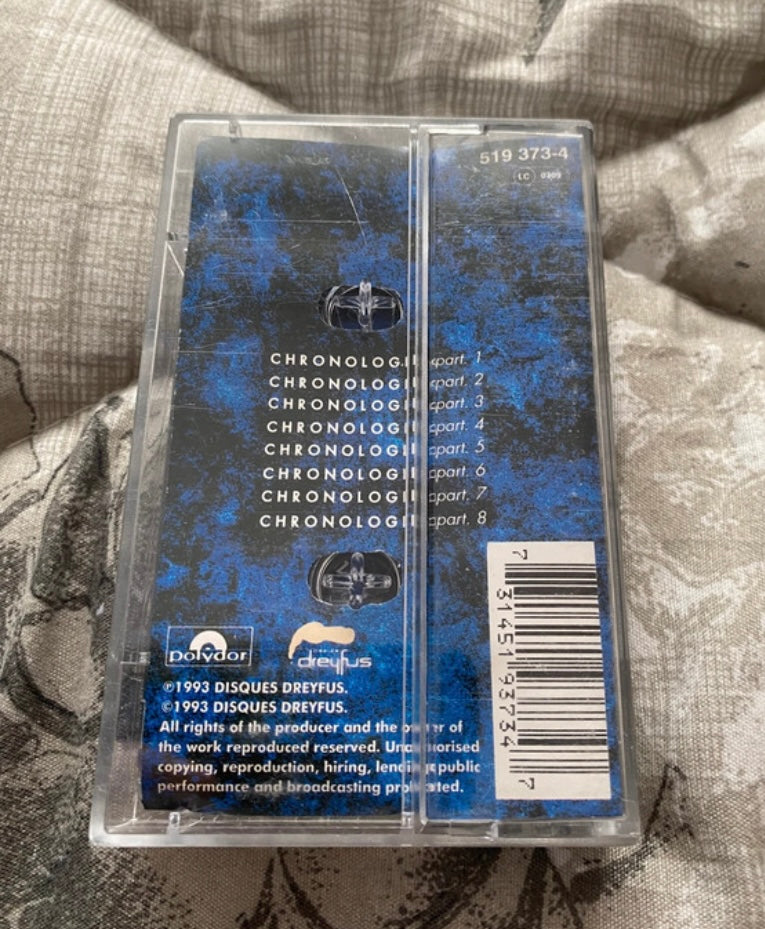 519 373-4
LC 0309
CHRONOLOGIE part. 1
CHRONOLOGIE part. 2
CHRONOLOGIE part. 3
CHRONOLOGIE part. 4
CHRONOLOGIE part. 5
CHRONOLOGIE part. 6
CHRONOLOGIE part. 7
CHRONOLOGIE part. 8
7 31451 93734 7
polydor
dreyfus
℗1993 DISQUES DREYFUS.
©1993 DISQUES DREYFUS.
All rights of the producer and the owner of
the work reproduced reserved. Unauthorised
copying, reproduction, hiring, lending, public
performance and broadcasting prohibited.